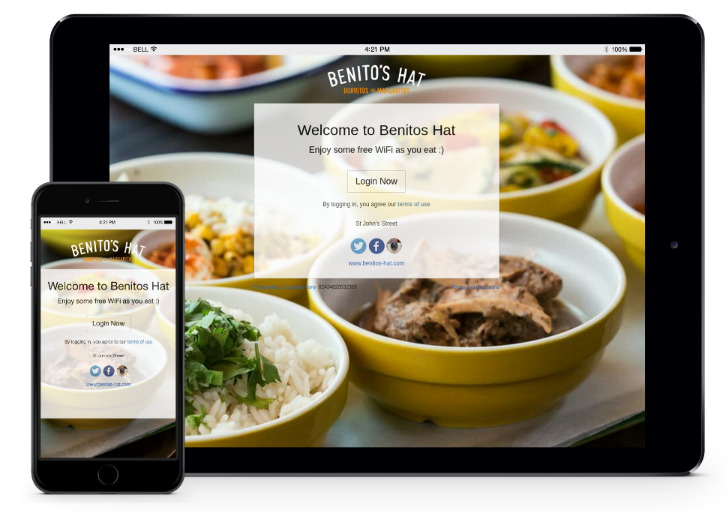 BELL
4:21 PM
100%
BENITO'S HAT
BURRITOS
Welcome to Benitos Hat
Enjoy some free WiFi as you eat :)
Login Now
By logging in, you agree our terms of use
St John's Street
www.benitos-hat.com
BELL
4:21 PM
100%
BENITO'S HAT
Welcome to Benitos Hat
Enjoy some free WiFi as you eat :)
Login Now
By logging in, you agree to our terms of use
St John's Street
www.benitos-hat.com